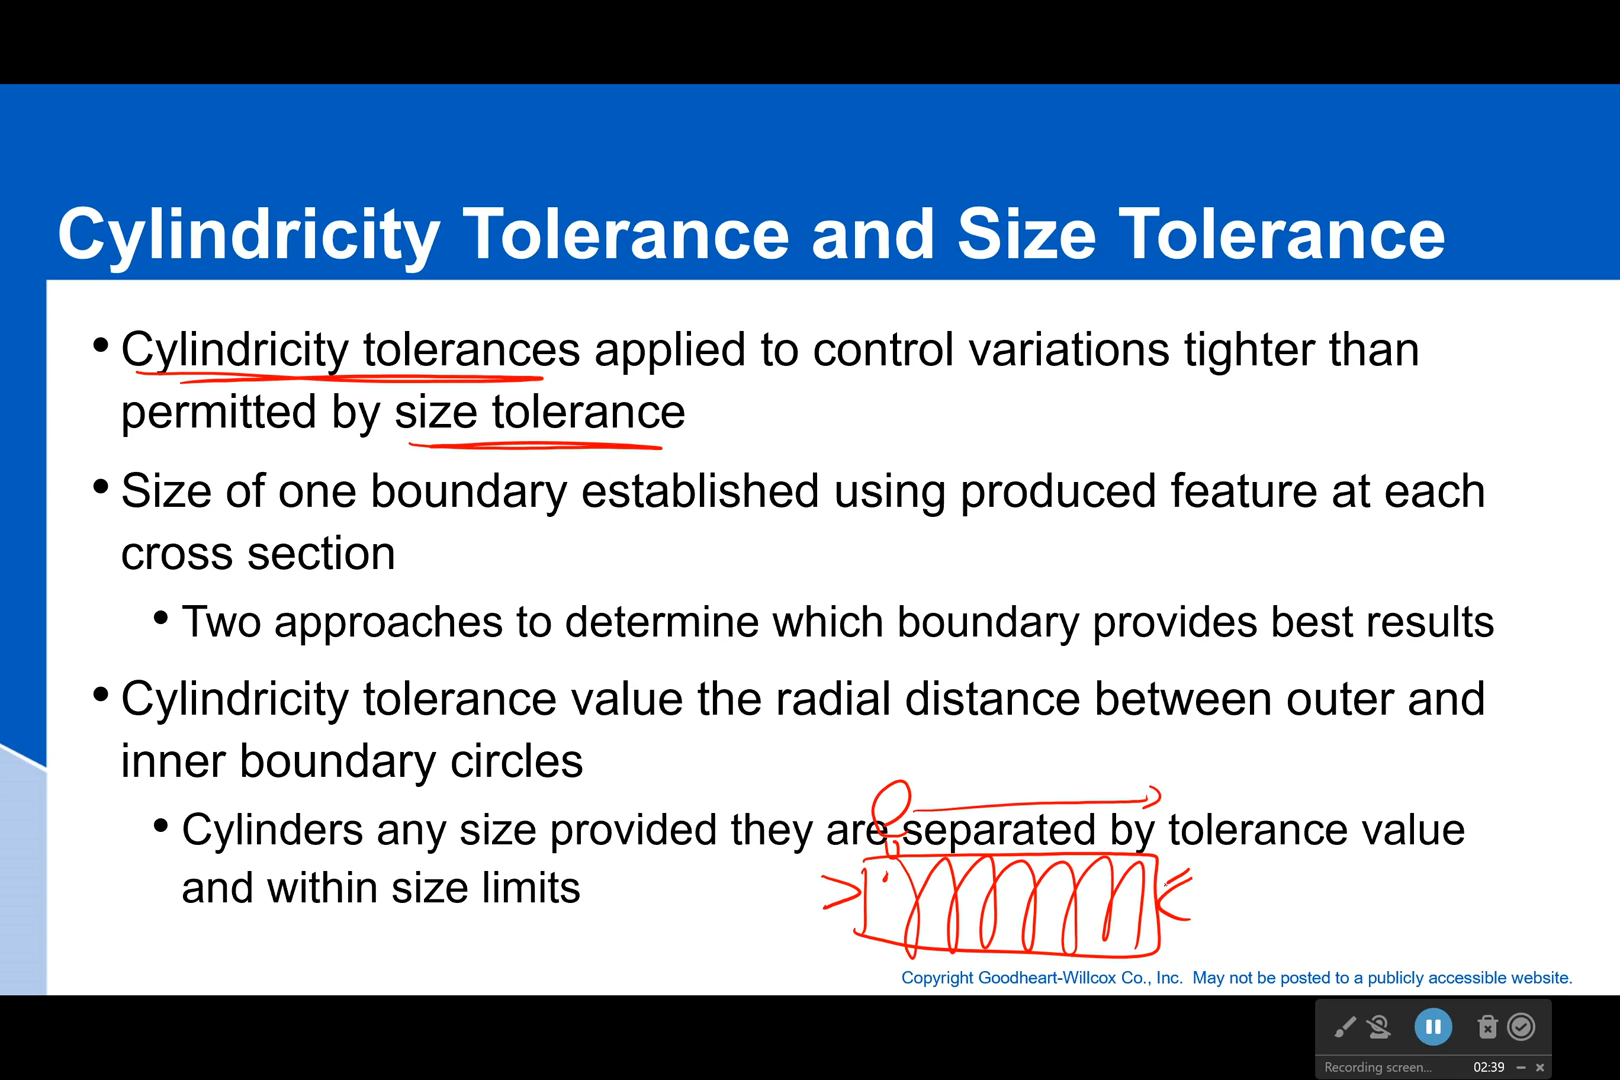 Cylindricity Tolerance and Size Tolerance
• Cylindricity tolerances applied to control variations tighter than
permitted by size tolerance
• Size of one boundary established using produced feature at each
cross section
• Two approaches to determine which boundary provides best results
• Cylindricity tolerance value the radial distance between outer and
inner boundary circles
• Cylinders any size provided they are separated by tolerance value
and within size limits
Copyright Goodheart-Willcox Co., Inc. May not be posted to a publicly accessible website.
Recording screen... 02:39